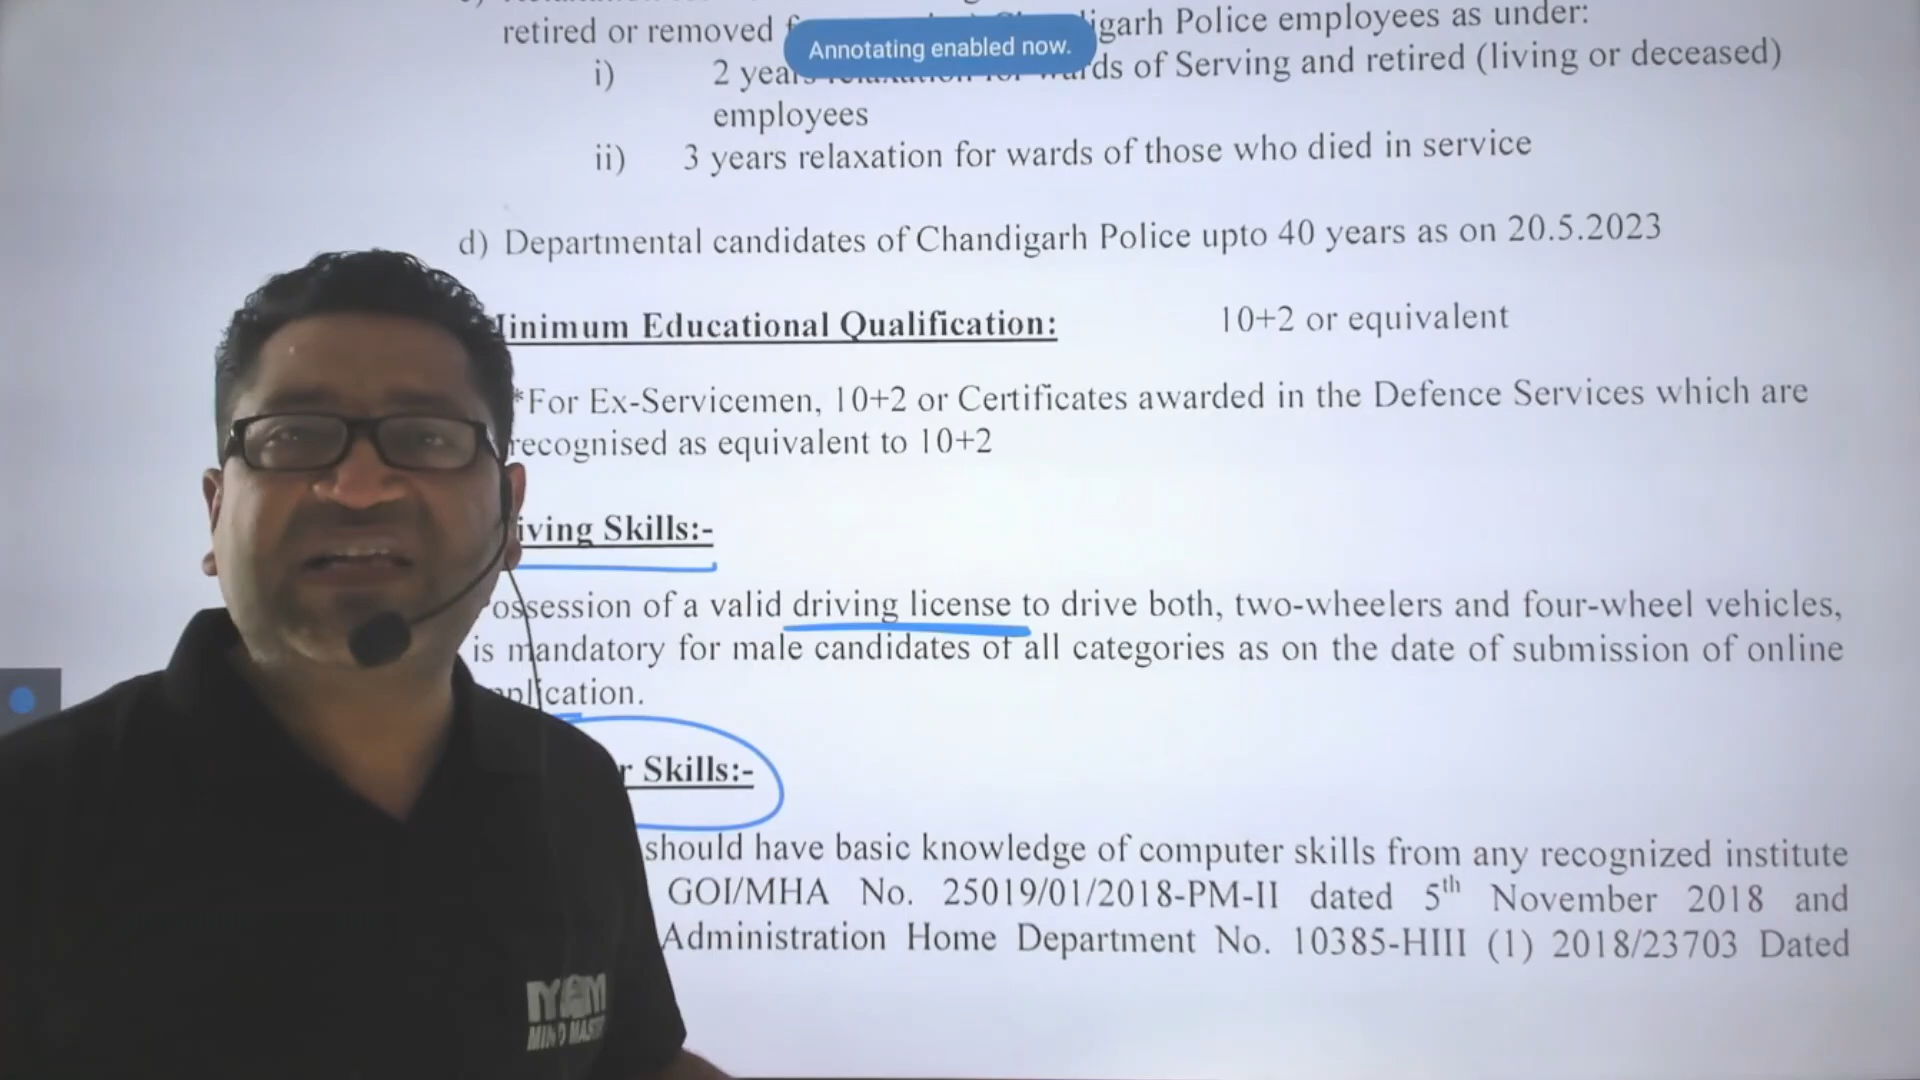 retired or removed
igarh Police employees as under:
Annotating enabled now.
i) 2 years relaxation for wards of Serving and retired (living or deceased)
employees
ii) 3 years relaxation for wards of those who died in service
d) Departmental candidates of Chandigarh Police upto 40 years as on 20.5.2023
inimum Educational Qualification: 10+2 or equivalent
*For Ex-Servicemen, 10+2 or Certificates awarded in the Defence Services which are
recognised as equivalent to 10+2
iving Skills:-
ossession of a valid driving license to drive both, two-wheelers and four-wheel vehicles,
is mandatory for male candidates of all categories as on the date of submission of online
plication.
r Skills:-
should have basic knowledge of computer skills from any recognized institute
GOI/MHA No. 25019/01/2018-PM-II dated 5th November 2018 and
Administration Home Department No. 10385-HIII (1) 2018/23703 Dated